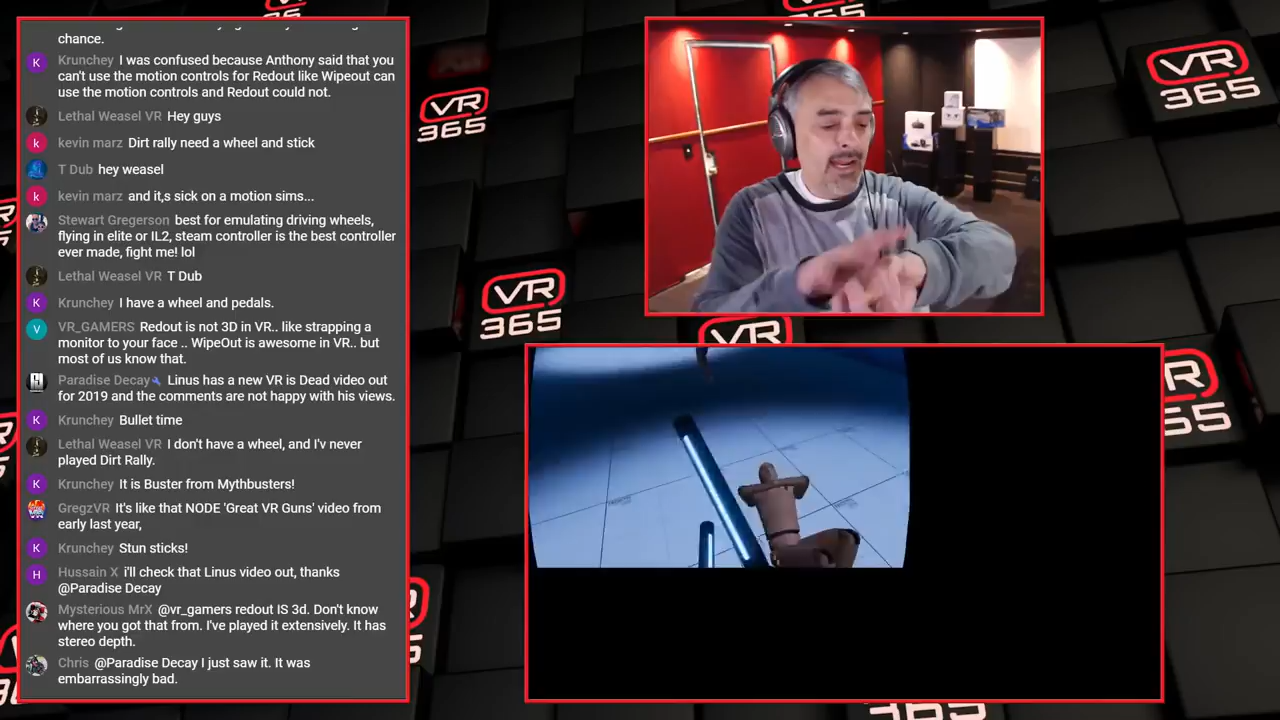 chance.
Krunchey I was confused because Anthony said that you
can't use the motion controls for Redout like Wipeout can
use the motion controls and Redout could not.
Lethal Weasel VR Hey guys
kevin marz Dirt rally need a wheel and stick
T Dub hey weasel
kevin marz and it,s sick on a motion sims...
Stewart Gregerson best for emulating driving wheels,
flying in elite or IL2, steam controller is the best controller
ever made, fight me! lol
Lethal Weasel VR T Dub
Krunchey I have a wheel and pedals.
VR_GAMERS Redout is not 3D in VR.. like strapping a
monitor to your face .. WipeOut is awesome in VR.. but
most of us know that.
Paradise Decay Linus has a new VR is Dead video out
for 2019 and the comments are not happy with his views.
Krunchey Bullet time
Lethal Weasel VR I don't have a wheel, and I'v never
played Dirt Rally.
Krunchey It is Buster from Mythbusters!
GregzVR It's like that NODE 'Great VR Guns' video from
early last year,
Krunchey Stun sticks!
Hussain X i'll check that Linus video out, thanks
@Paradise Decay
Mysterious MrX @vr_gamers redout IS 3d. Don't know
where you got that from. I've played it extensively. It has
stereo depth.
Chris @Paradise Decay I just saw it. It was
embarrassingly bad.
VR
365
VR
365
VR
365
VR
365